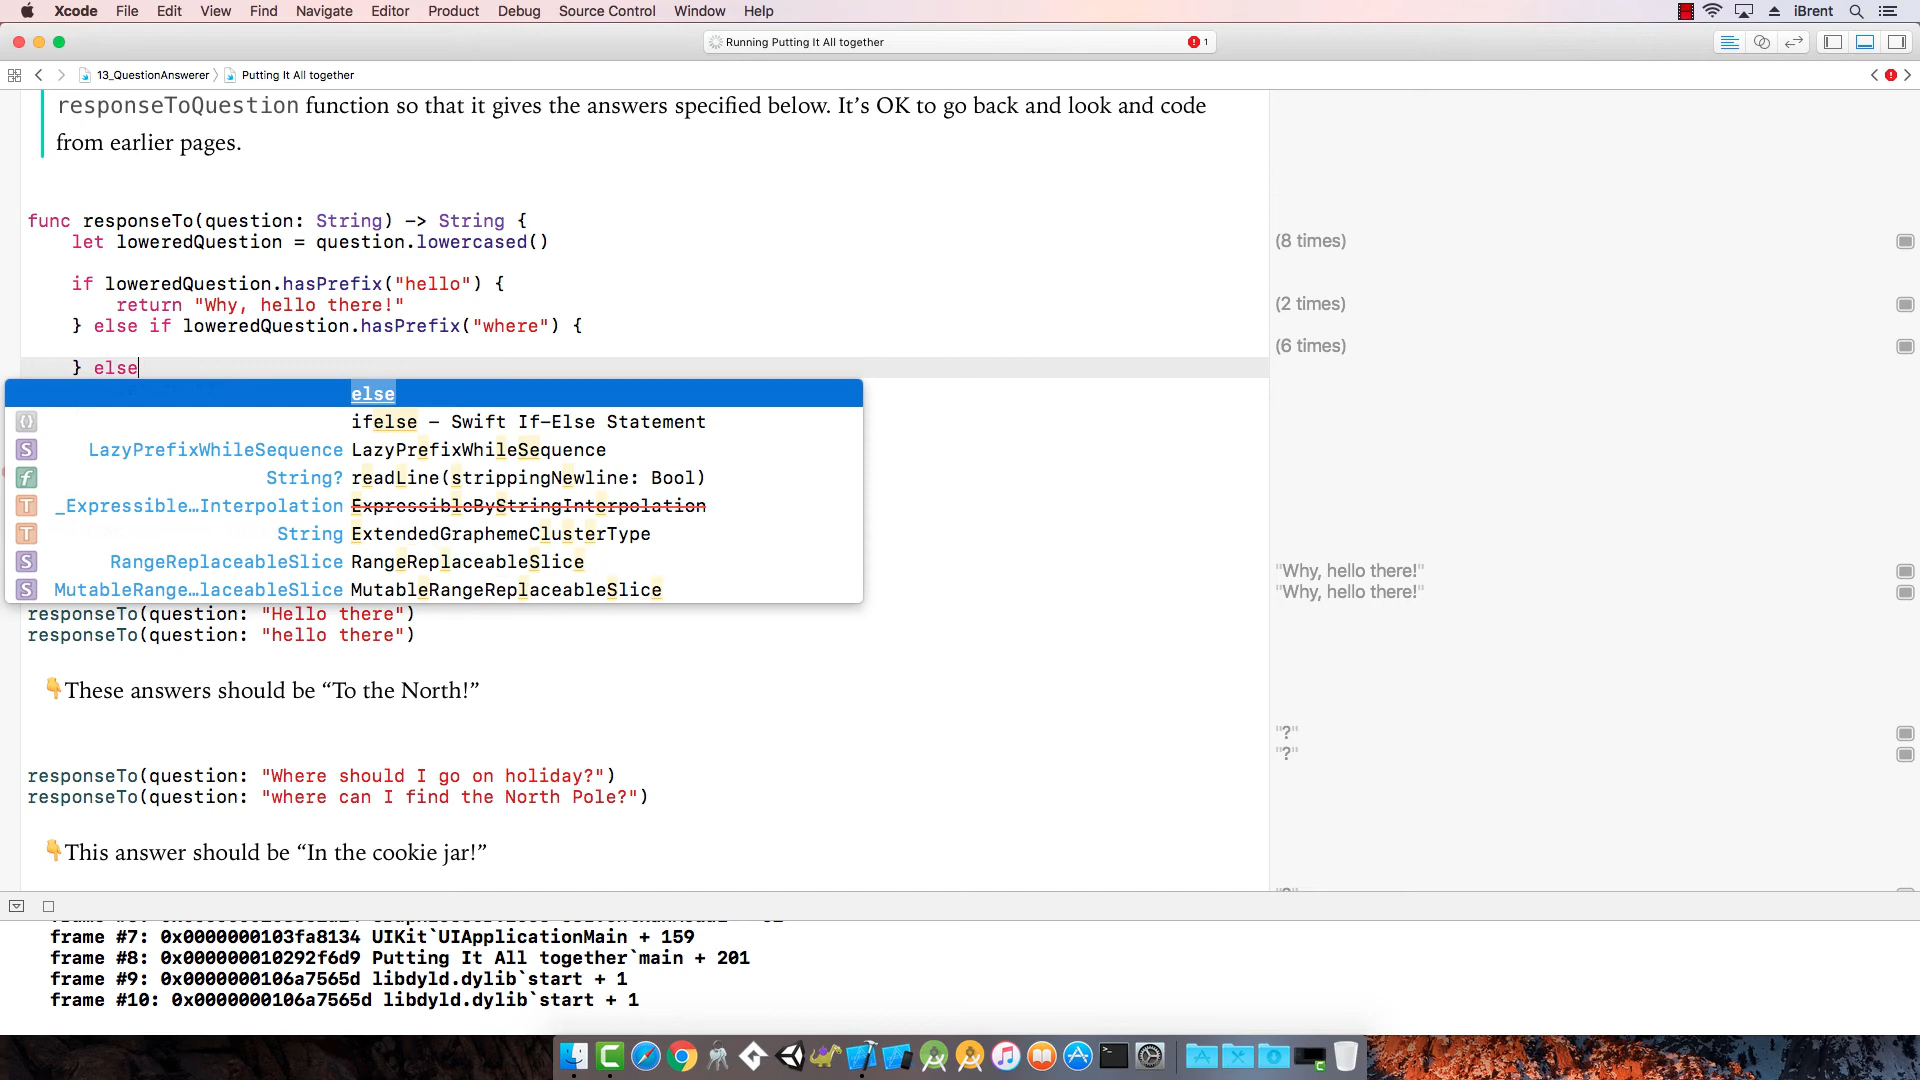 Xcode File Edit View Find Navigate Editor Product Debug Source Control Window Help iBrent
Running Putting It All together 1
13_QuestionAnswerer Putting It All together
responseToQuestion function so that it gives the answers specified below. It’s OK to go back and look and code
from earlier pages.
func responseTo(question: String) -> String {
let loweredQuestion = question.lowercased()
(8 times)
if loweredQuestion.hasPrefix("hello") {
return "Why, hello there!"
(2 times)
} else if loweredQuestion.hasPrefix("where") {
(6 times)
} else
else
ifelse – Swift If-Else Statement
S LazyPrefixWhileSequence LazyPrefixWhileSequence
f String? readLine(strippingNewline: Bool)
T _Expressible…Interpolation ExpressibleByStringInterpolation
T String ExtendedGraphemeClusterType
S RangeReplaceableSlice RangeReplaceableSlice
"Why, hello there!"
S MutableRange…laceableSlice MutableRangeReplaceableSlice
"Why, hello there!"
responseTo(question: "Hello there")
responseTo(question: "hello there")
👇These answers should be “To the North!”
"?"
"?"
responseTo(question: "Where should I go on holiday?")
responseTo(question: "where can I find the North Pole?")
👇This answer should be “In the cookie jar!”
frame #7: 0x0000000103fa8134 UIKit`UIApplicationMain + 159
frame #8: 0x000000010292f6d9 Putting It All together`main + 201
frame #9: 0x0000000106a7565d libdyld.dylib`start + 1
frame #10: 0x0000000106a7565d libdyld.dylib`start + 1